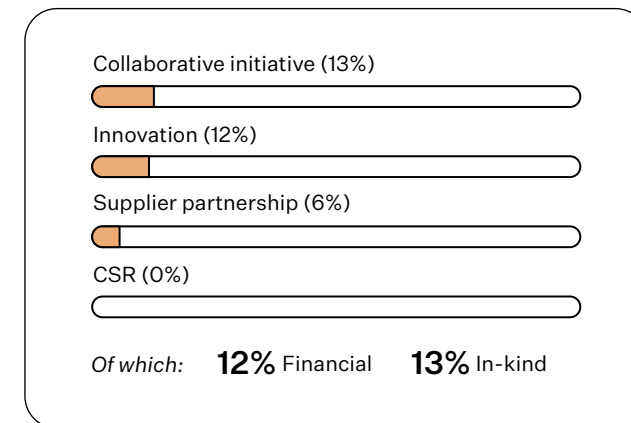 Collaborative initiative (13%)
Innovation (12%)
Supplier partnership (6%)
CSR (0%)
Of which: 12% Financial 13% In-kind